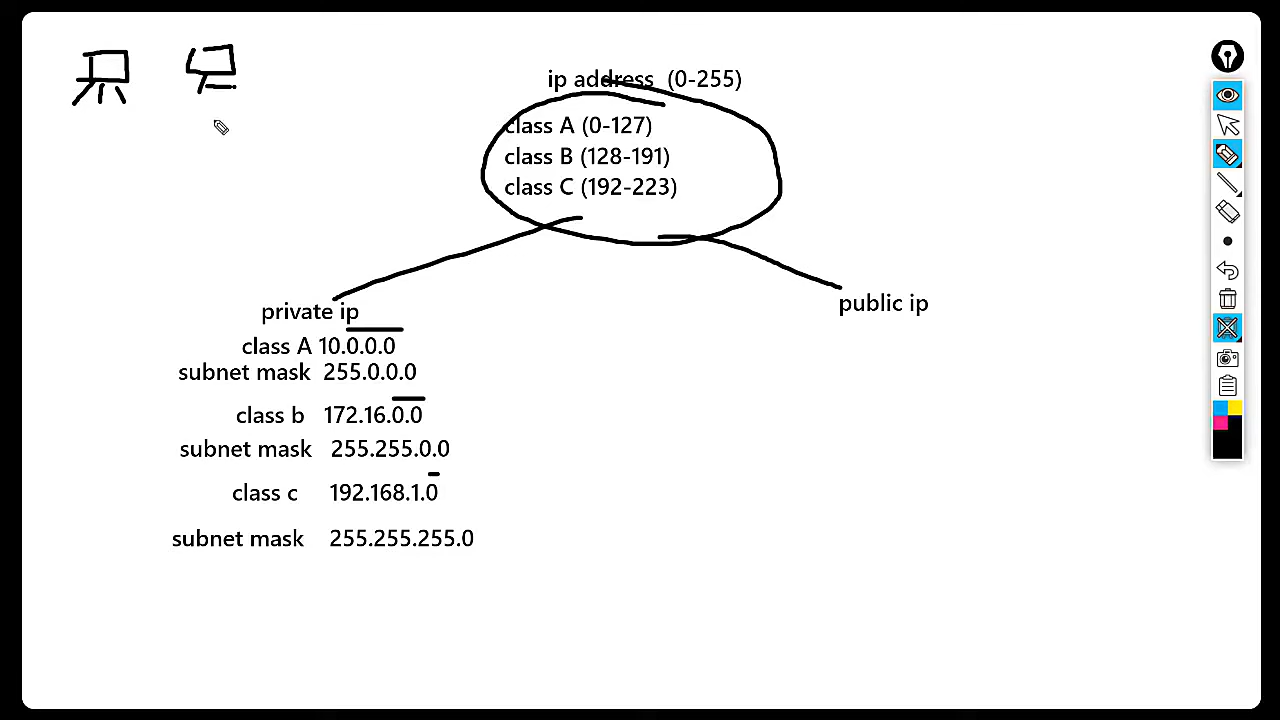 ip address (0-255)
class A (0-127)
class B (128-191)
class C (192-223)
private ip
public ip
class A 10.0.0.0
subnet mask 255.0.0.0
class b 172.16.0.0
subnet mask 255.255.0.0
class c 192.168.1.0
subnet mask 255.255.255.0